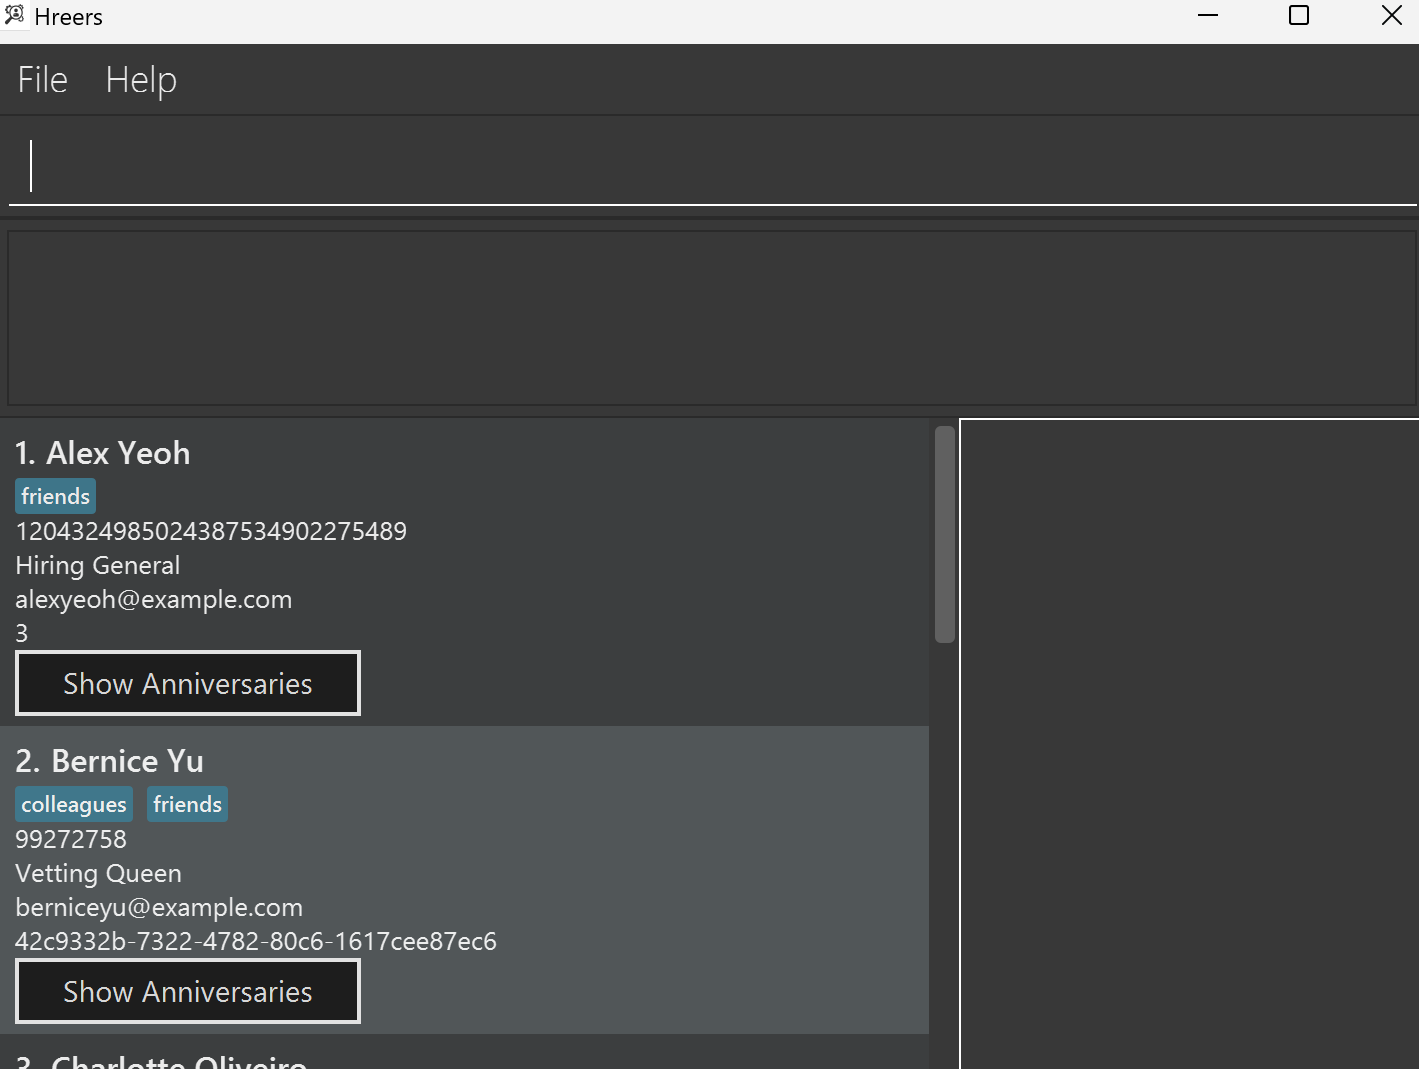 Hreers
File Help
1. Alex Yeoh
friends
1204324985024387534902275489
Hiring General
alexyeoh@example.com
3
Show Anniversaries
2. Bernice Yu
colleagues friends
99272758
Vetting Queen
berniceyu@example.com
42c9332b-7322-4782-80c6-1617cee87ec6
Show Anniversaries
3. Charlotte Oliveiro